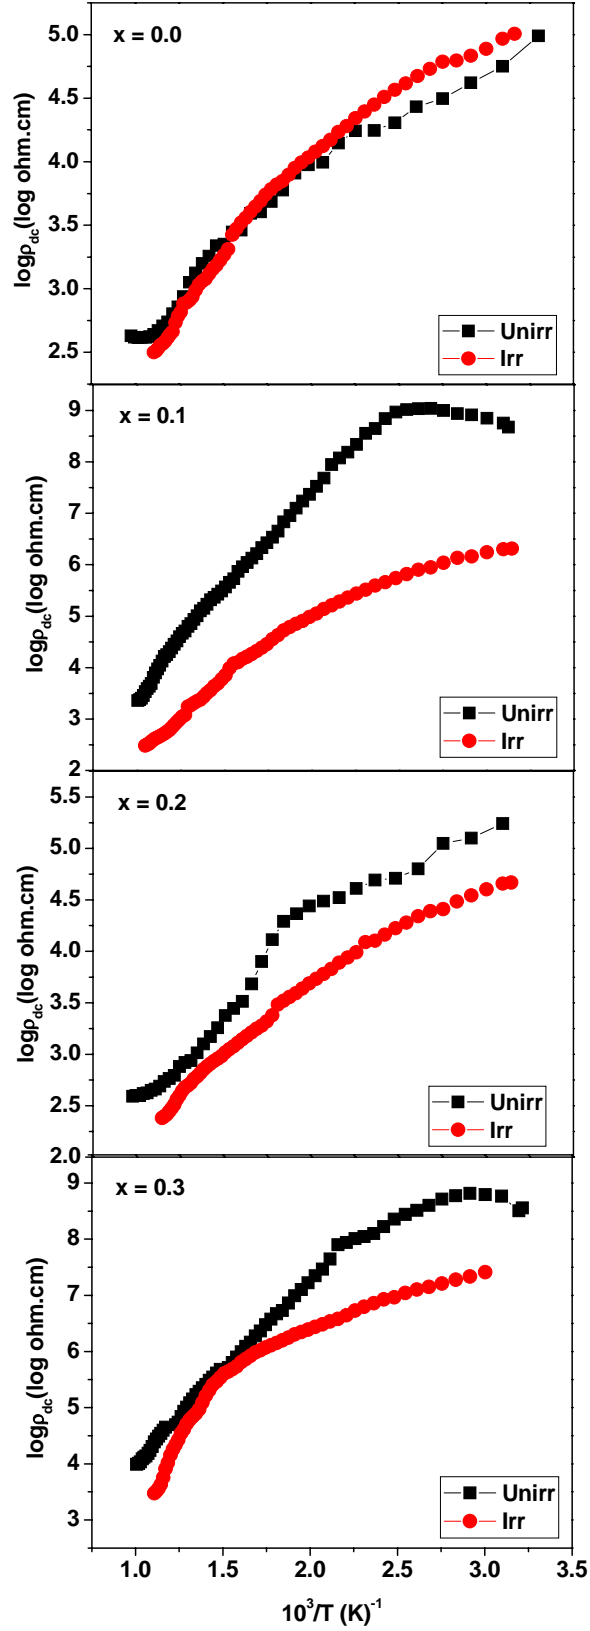 x = 0.0
5.0
4.5
4.0
3.5
3.0
2.5
logρdc(log ohm.cm)
Unirr
Irr
x = 0.1
9
8
7
6
5
4
3
2
logρdc(log ohm.cm)
Unirr
Irr
x = 0.2
5.5
5.0
4.5
4.0
3.5
3.0
2.5
2.0
logρdc(log ohm.cm)
Unirr
Irr
x = 0.3
9
8
7
6
5
4
3
logρdc(log ohm.cm)
Unirr
Irr
1.0 1.5 2.0 2.5 3.0 3.5
10³/T (K)⁻¹